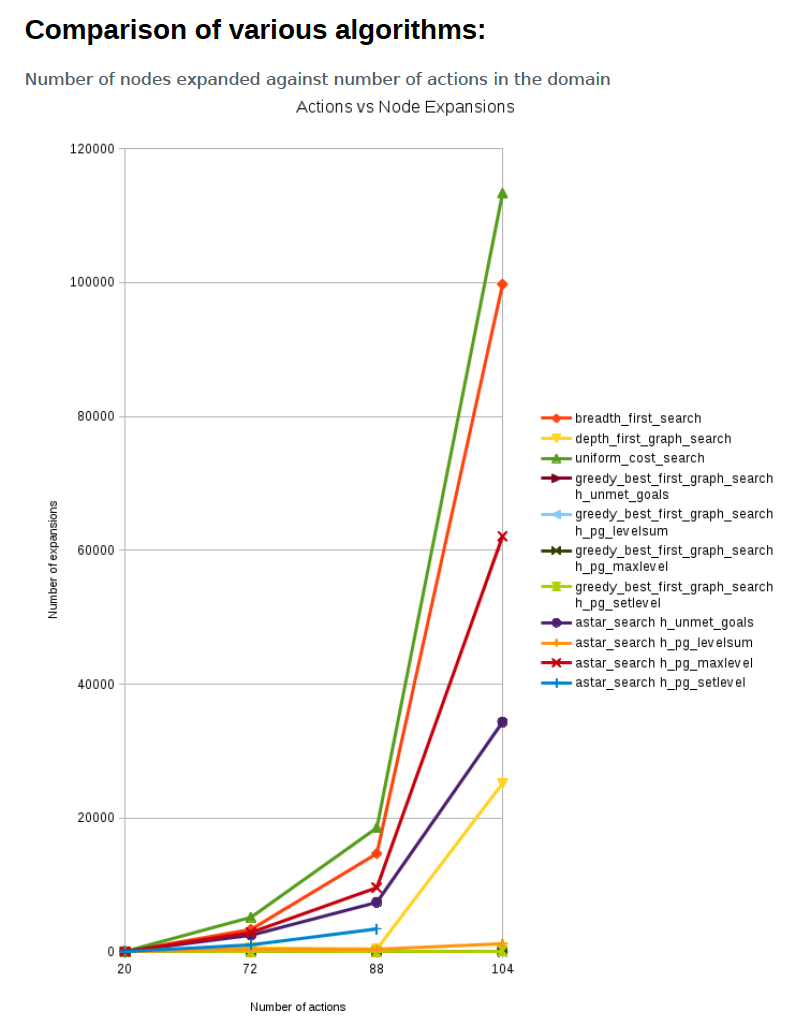 Comparison of various algorithms:
Number of nodes expanded against number of actions in the domain
Actions vs Node Expansions
120000
100000
80000
60000
40000
20000
0
20 72 88 104
Number of expansions
Number of actions
breadth_first_search
depth_first_graph_search
uniform_cost_search
greedy_best_first_graph_search
h_unmet_goals
greedy_best_first_graph_search
h_pg_levelsum
greedy_best_first_graph_search
h_pg_maxlevel
greedy_best_first_graph_search
h_pg_setlevel
astar_search h_unmet_goals
astar_search h_pg_levelsum
astar_search h_pg_maxlevel
astar_search h_pg_setlevel